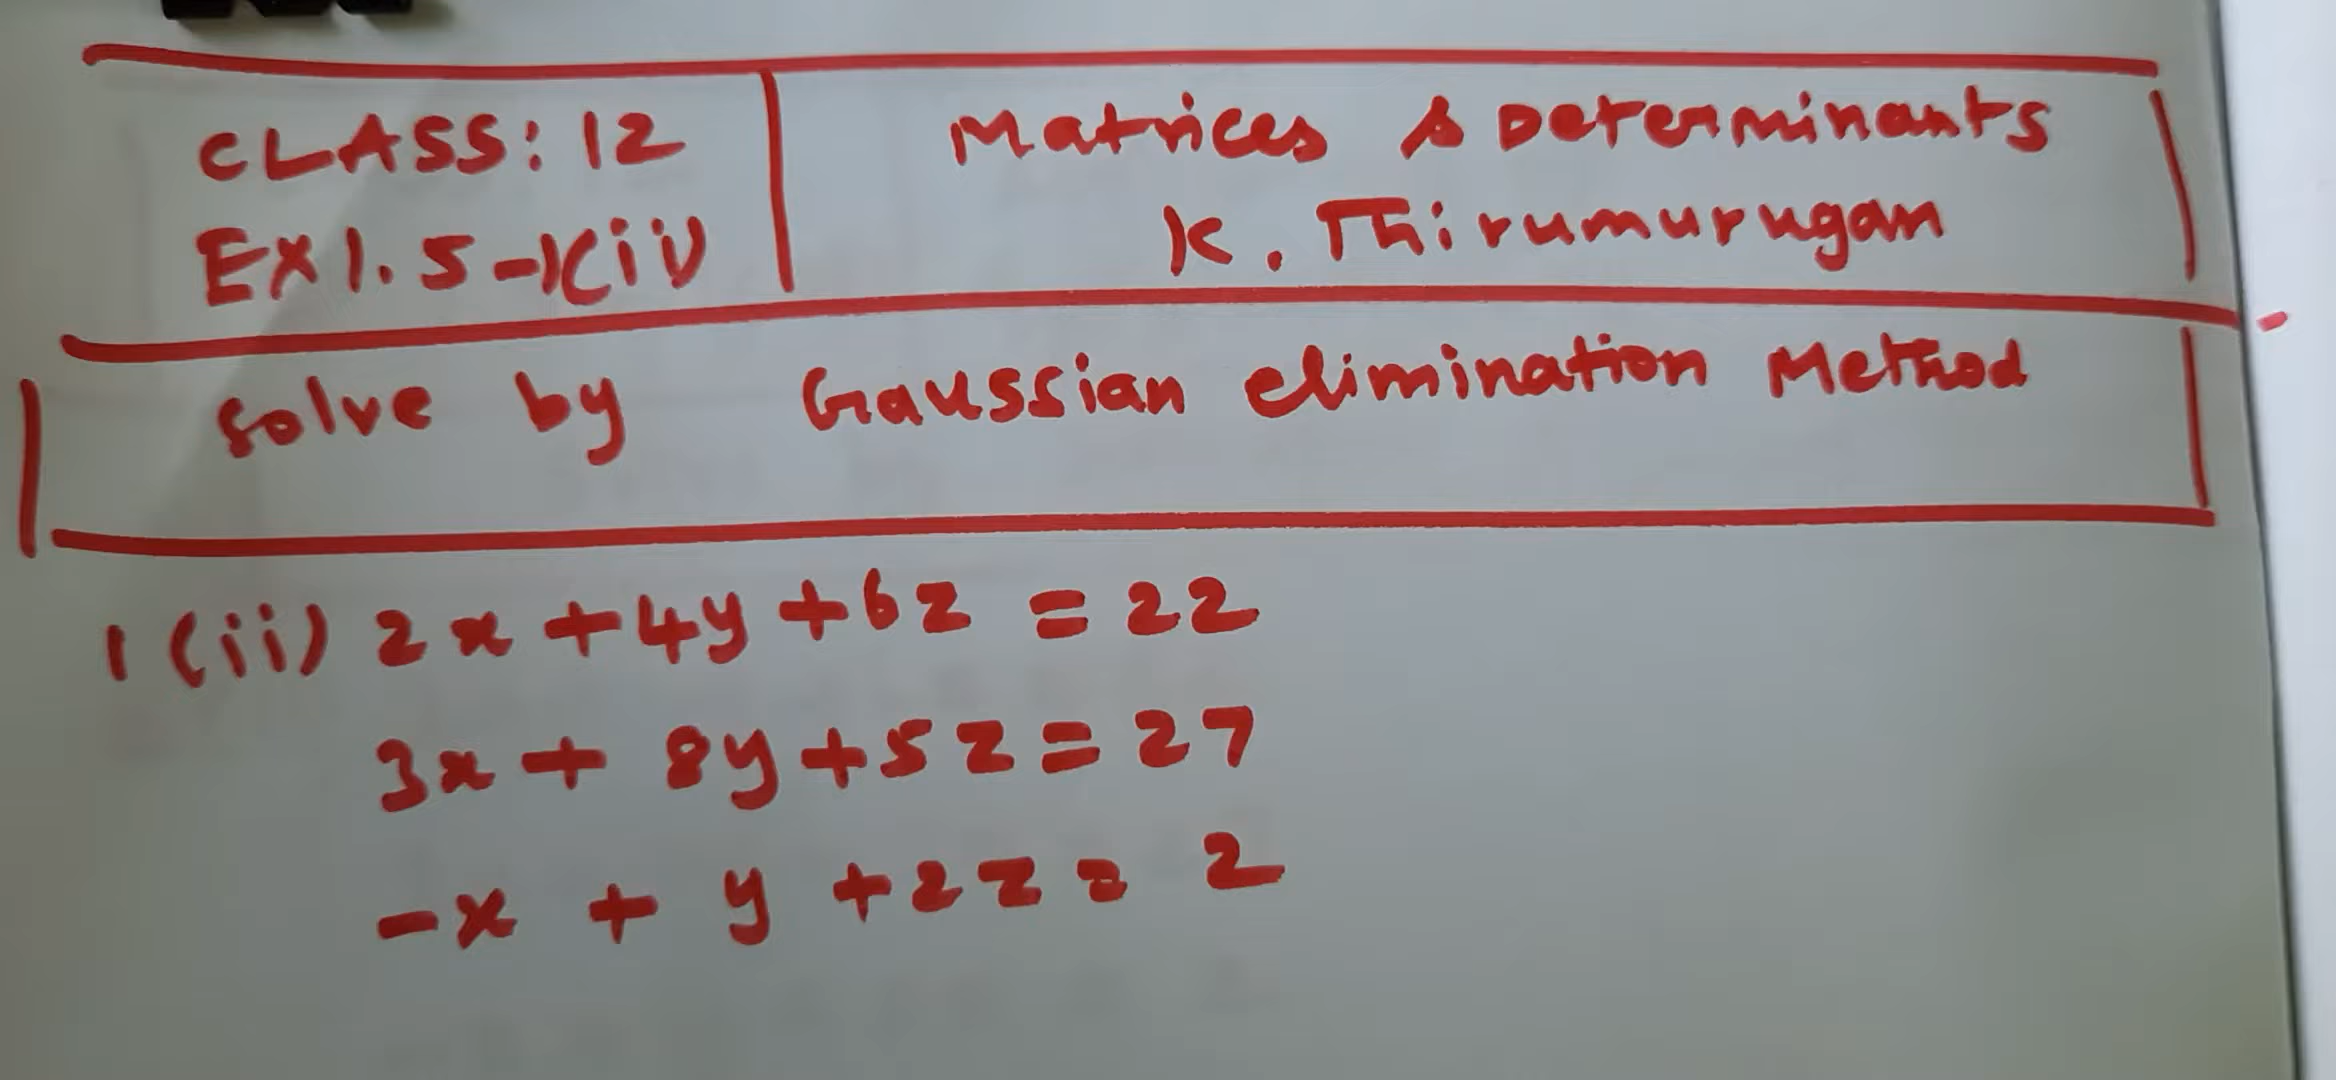 CLASS: 12
EX 1.5-1(ii)
Matrices & Determinants
K. Thirumurugan
Solve by Gaussian elimination Method
1 (ii) 2x + 4y + 6z = 22
3x + 8y + 5z = 27
-x + y + 2z = 2